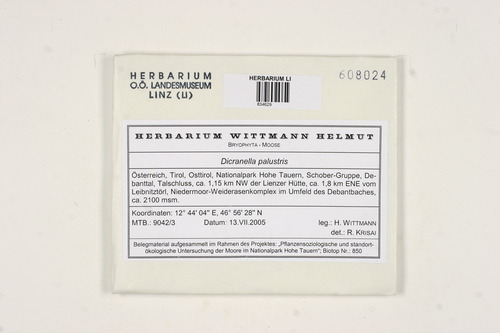 HERBARIUM
O.Ö. LANDESMUSEUM
LINZ (LI)
HERBARIUM LI
834629
608024
HERBARIUM WITTMANN HELMUT
BRYOPHYTA - MOOSE
Dicranella palustris
Österreich, Tirol, Osttirol, Nationalpark Hohe Tauern, Schober-Gruppe, De-
banttal, Talschluss, ca. 1,15 km NW der Lienzer Hütte, ca. 1,8 km ENE vom
Leibnitztörl, Niedermoor-Weiderasenkomplex im Umfeld des Debantbaches,
ca. 2100 msm.
Koordinaten: 12° 44' 04" E, 46° 56' 28" N
MTB.: 9042/3 Datum: 13.VII.2005 leg.: H. WITTMANN
det.: R. KRISAI
Belegmaterial aufgesammelt im Rahmen des Projektes: „Pflanzensoziologische und standort-
ökologische Untersuchung der Moore im Nationalpark Hohe Tauern"; Biotop Nr.: 850